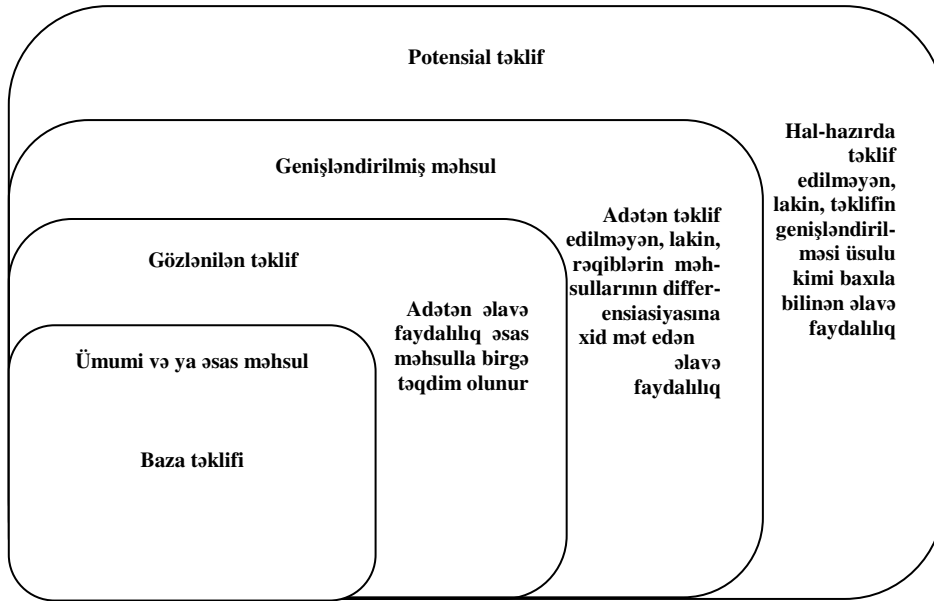 Potensial təklif
Hal-hazırda
təklif
edilməyən,
lakin, təklifin
genişləndiril-
məsi üsulu
kimi baxıla
bilinən əlavə
faydalılıq
Genişləndirilmiş məhsul
Adətən təklif
edilməyən, lakin,
rəqiblərin məh-
sullarının differ-
ensiasiyasına
xid mət edən
əlavə
faydalılıq
Gözlənilən təklif
Adətən əlavə
faydalılıq əsas
məhsulla birgə
təqdim olunur
Ümumi və ya əsas məhsul
Baza təklifi